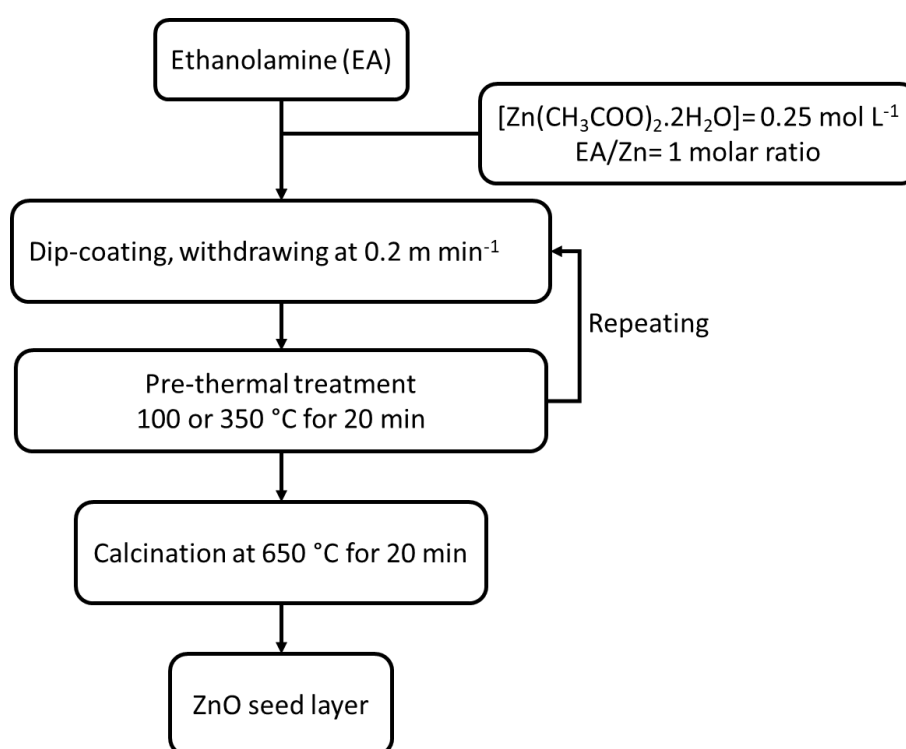 Ethanolamine (EA)
[Zn(CH₃COO)₂.2H₂O]= 0.25 mol L⁻¹
EA/Zn= 1 molar ratio
Dip-coating, withdrawing at 0.2 m min⁻¹
Repeating
Pre-thermal treatment
100 or 350 °C for 20 min
Calcination at 650 °C for 20 min
ZnO seed layer